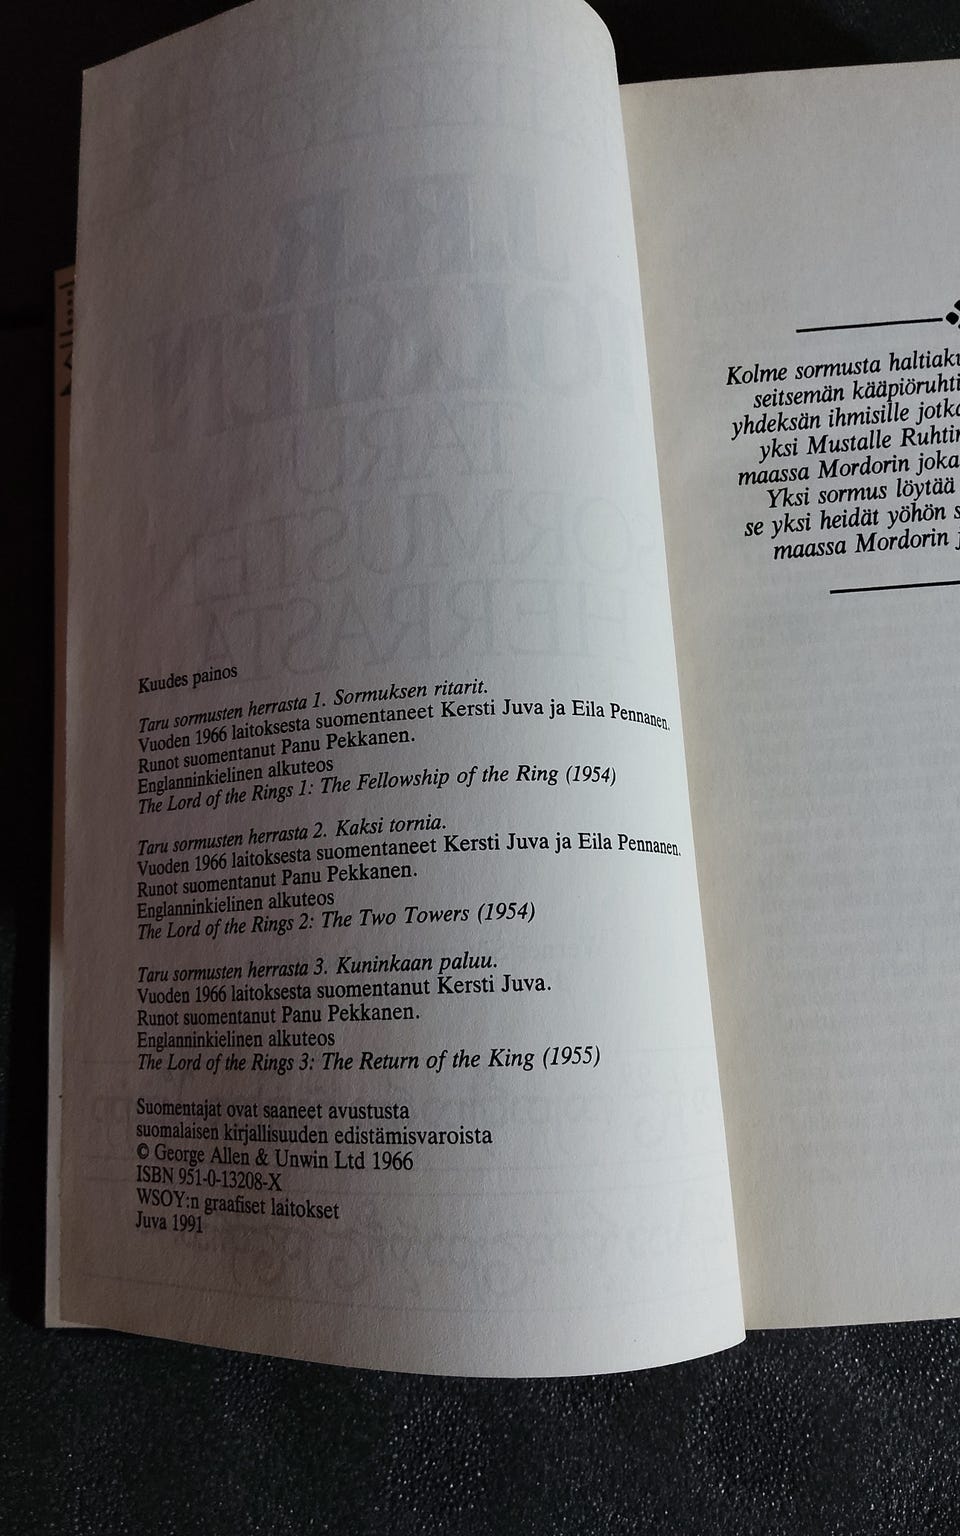 Kuudes painos
Taru sormusten herrasta 1. Sormuksen ritarit.
Vuoden 1966 laitoksesta suomentaneet Kersti Juva ja Eila Pennanen.
Runot suomentanut Panu Pekkanen.
Englanninkielinen alkuteos
The Lord of the Rings 1: The Fellowship of the Ring (1954)
Taru sormusten herrasta 2. Kaksi tornia.
Vuoden 1966 laitoksesta suomentaneet Kersti Juva ja Eila Pennanen.
Runot suomentanut Panu Pekkanen.
Englanninkielinen alkuteos
The Lord of the Rings 2: The Two Towers (1954)
Taru sormusten herrasta 3. Kuninkaan paluu.
Vuoden 1966 laitoksesta suomentanut Kersti Juva.
Runot suomentanut Panu Pekkanen.
Englanninkielinen alkuteos
The Lord of the Rings 3: The Return of the King (1955)
Suomentajat ovat saaneet avustusta
suomalaisen kirjallisuuden edistämisvaroista
© George Allen & Unwin Ltd 1966
ISBN 951-0-13208-X
WSOY:n graafiset laitokset
Juva 1991
Kolme sormusta haltiaku
seitsemän kääpiöruhti
yhdeksän ihmisille jotka
yksi Mustalle Ruhtin
maassa Mordorin joka
Yksi sormus löytää
se yksi heidät yöhön s
maassa Mordorin j